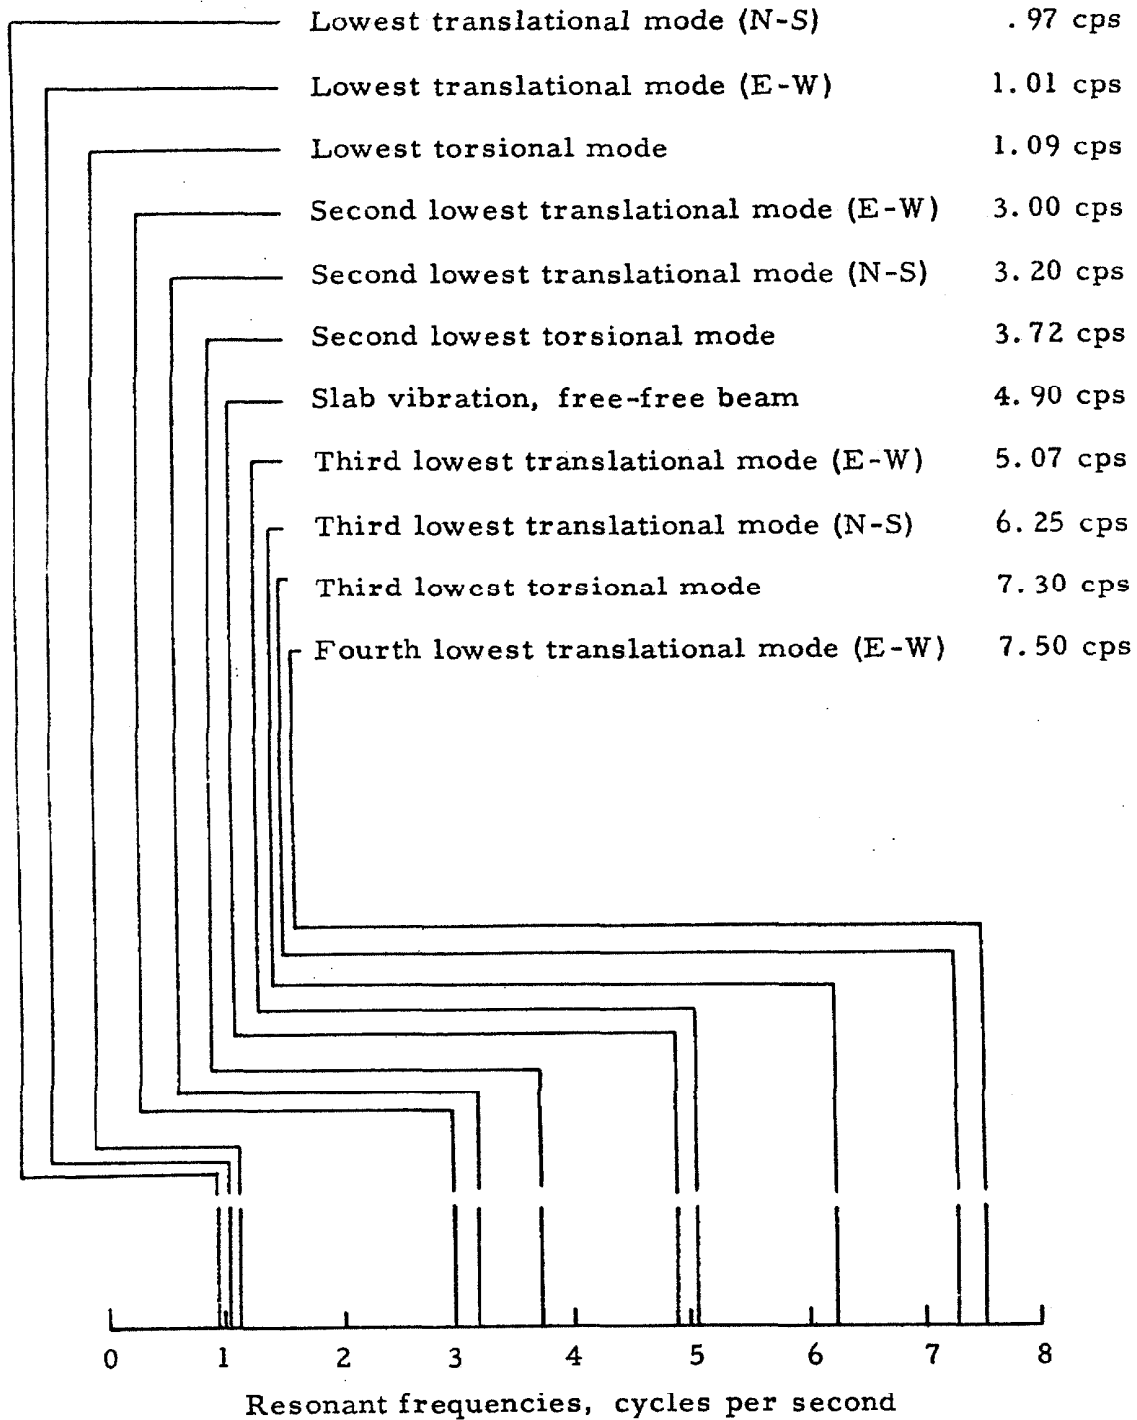 Lowest translational mode (N-S) .97 cps
Lowest translational mode (E-W) 1.01 cps
Lowest torsional mode 1.09 cps
Second lowest translational mode (E-W) 3.00 cps
Second lowest translational mode (N-S) 3.20 cps
Second lowest torsional mode 3.72 cps
Slab vibration, free-free beam 4.90 cps
Third lowest translational mode (E-W) 5.07 cps
Third lowest translational mode (N-S) 6.25 cps
Third lowest torsional mode 7.30 cps
Fourth lowest translational mode (E-W) 7.50 cps
0 1 2 3 4 5 6 7 8
Resonant frequencies, cycles per second